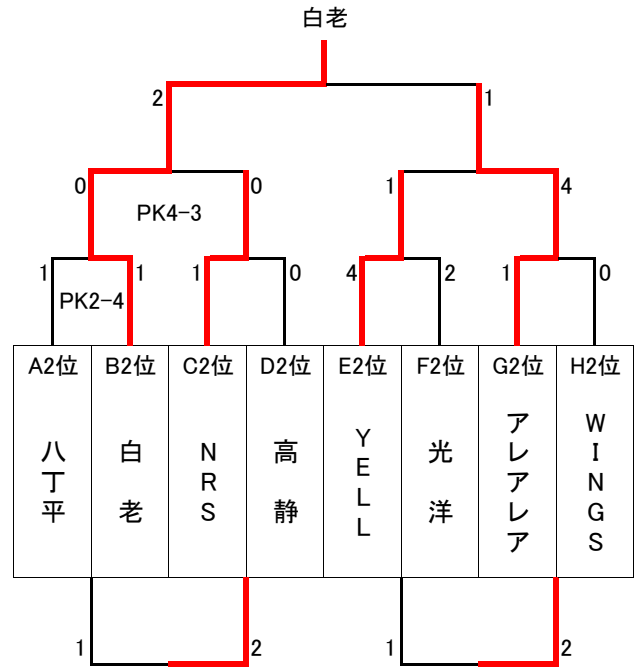 白老
2 1
0 0 1 4
PK4-3
1 1 1 0 4 2 1 0
PK2-4
A2位 B2位 C2位 D2位 E2位 F2位 G2位 H2位
八丁平
白老
NRS
高静
YELL
光洋
アレアレア
WINGS
1 2 1 2